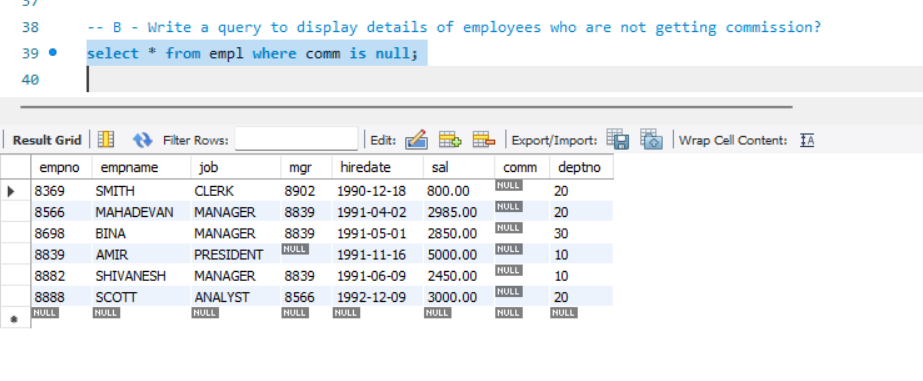 37
38 -- B - Write a query to display details of employees who are not getting commission?
39 select * from empl where comm is null;
40
Result Grid Filter Rows: Edit: Export/Import: Wrap Cell Content: IA
empno empname job mgr hiredate sal comm deptno
8369 SMITH CLERK 8902 1990-12-18 800.00 NULL 20
8566 MAHADEVAN MANAGER 8839 1991-04-02 2985.00 NULL 20
8698 BINA MANAGER 8839 1991-05-01 2850.00 NULL 30
8839 AMIR PRESIDENT NULL 1991-11-16 5000.00 NULL 10
8882 SHIVANESH MANAGER 8839 1991-06-09 2450.00 NULL 10
8888 SCOTT ANALYST 8566 1992-12-09 3000.00 NULL 20
NULL NULL NULL NULL NULL NULL NULL NULL